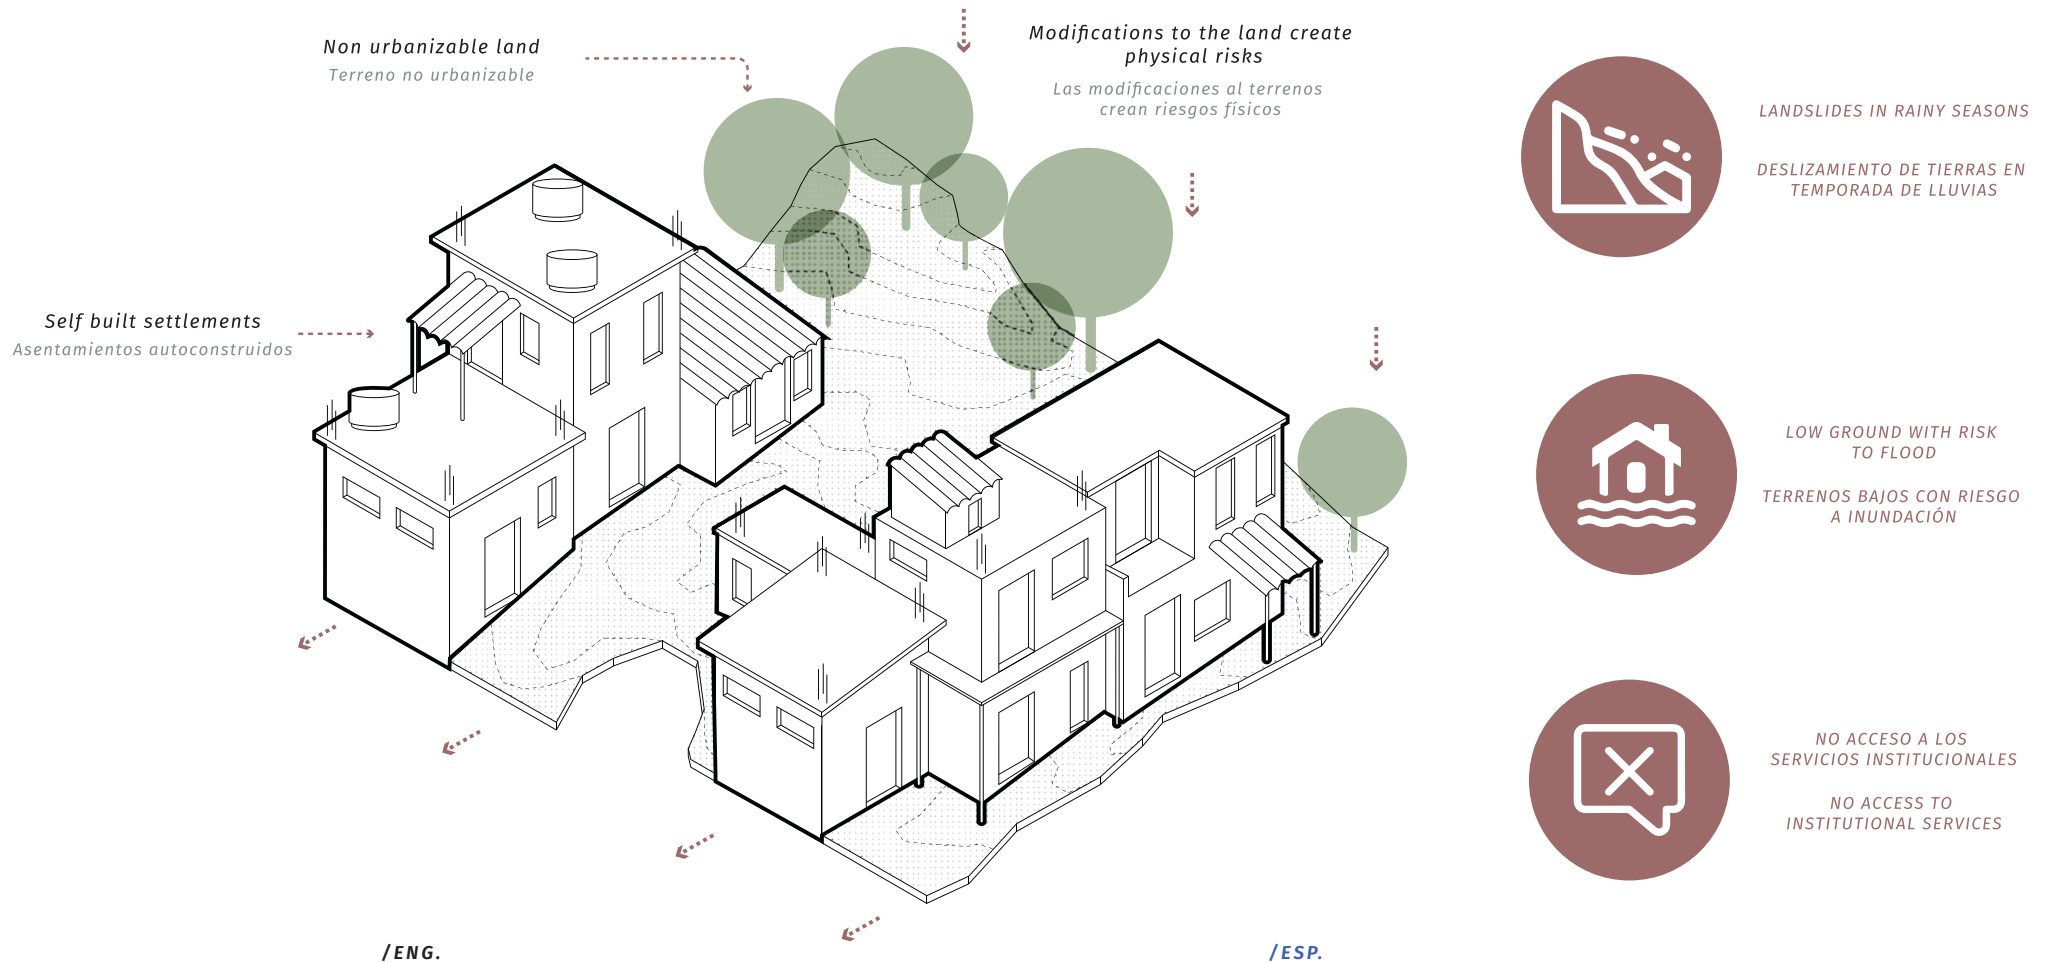 Non urbanizable land
Terreno no urbanizable
Modifications to the land create
physical risks
Las modificaciones al terrenos
crean riesgos físicos
Self built settlements
Asentamientos autoconstruidos
LANDSLIDES IN RAINY SEASONS
DESLIZAMIENTO DE TIERRAS EN
TEMPORADA DE LLUVIAS
LOW GROUND WITH RISK
TO FLOOD
TERRENOS BAJOS CON RIESGO
A INUNDACIÓN
NO ACCESO A LOS
SERVICIOS INSTITUCIONALES
NO ACCESS TO
INSTITUTIONAL SERVICES
/ENG.
/ESP.